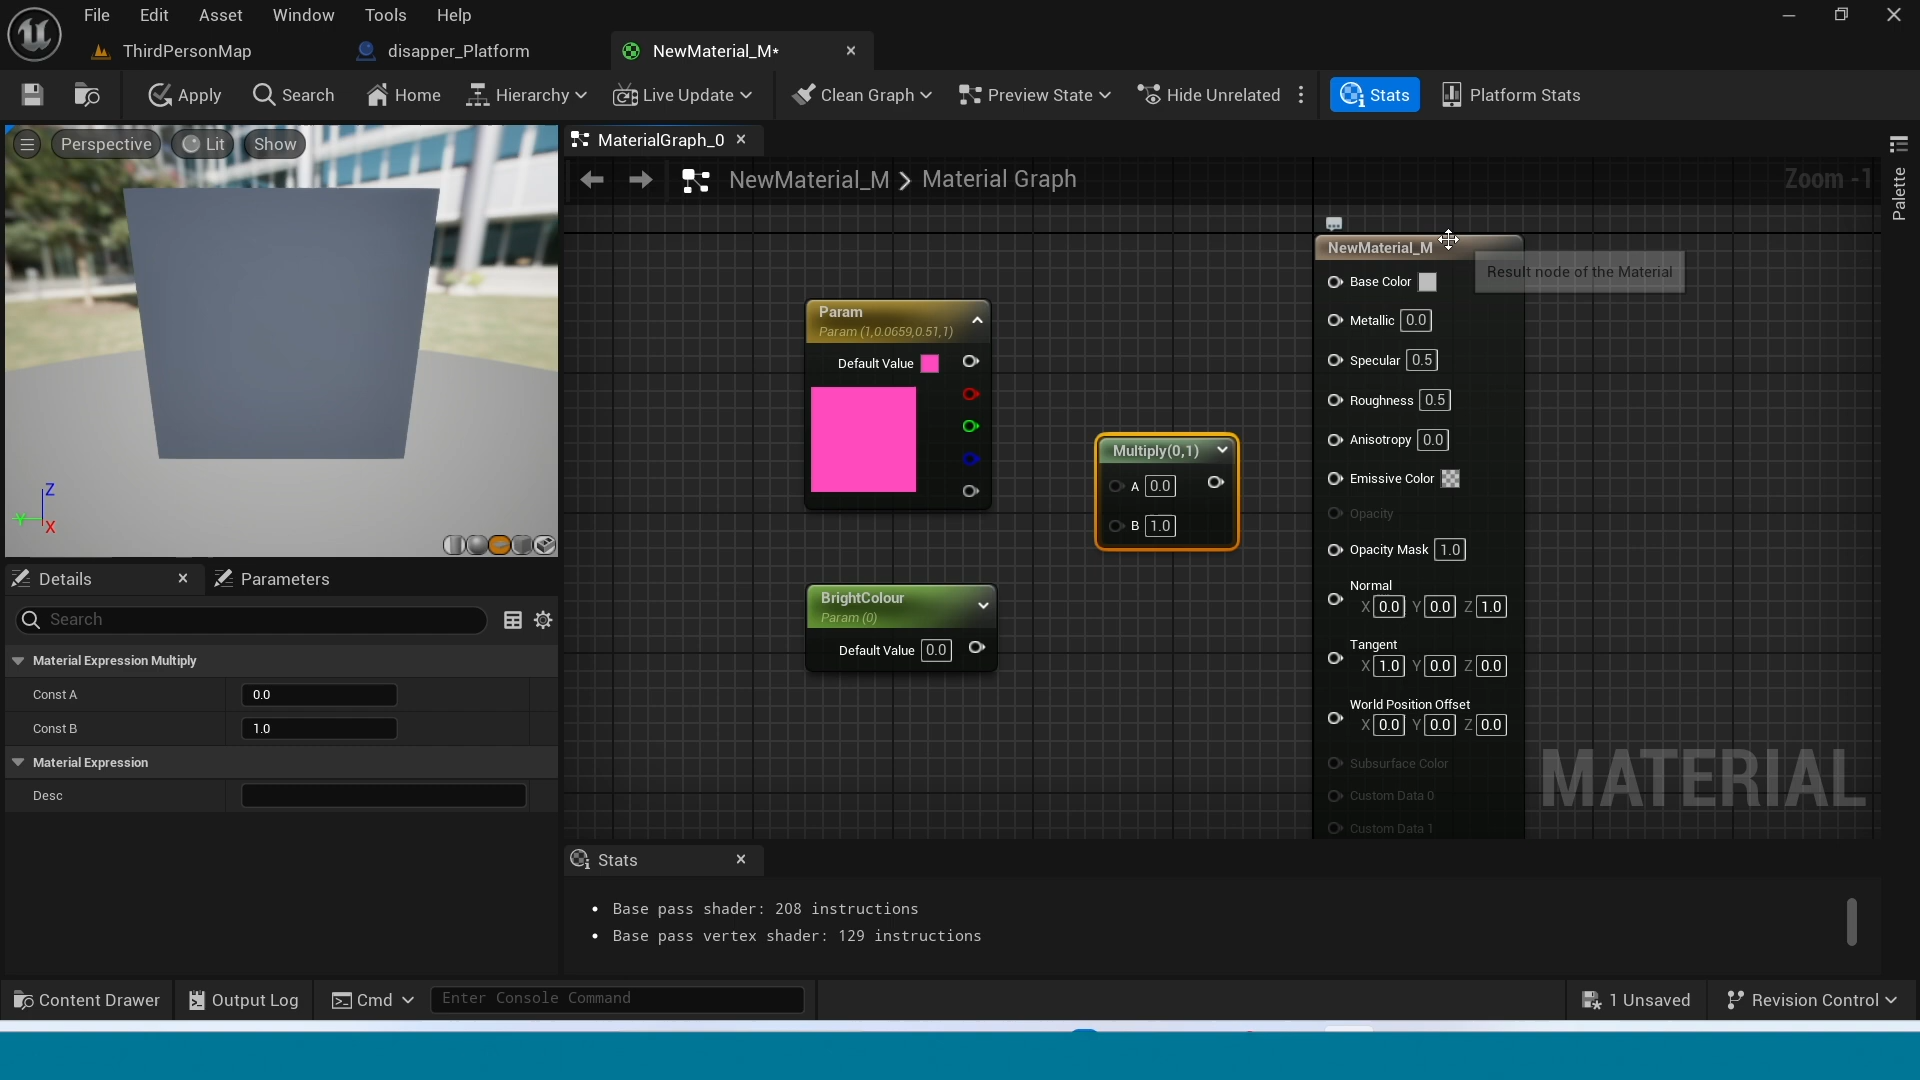 File Edit Asset Window Tools Help
ThirdPersonMap disapper_Platform NewMaterial_M*
Apply Search Home Hierarchy Live Update Clean Graph Preview State Hide Unrelated Stats Platform Stats
Perspective Lit Show
MaterialGraph_0
NewMaterial_M > Material Graph
Zoom -1
Palette
NewMaterial_M
Result node of the Material
Base Color
Metallic 0.0
Specular 0.5
Roughness 0.5
Anisotropy 0.0
Emissive Color
Opacity
Opacity Mask 1.0
Normal
X 0.0 Y 0.0 Z 1.0
Tangent
X 1.0 Y 0.0 Z 0.0
World Position Offset
X 0.0 Y 0.0 Z 0.0
Subsurface Color
Custom Data 0
Custom Data 1
Param
Param (1,0.0659,0.51,1)
Default Value
Multiply(0,1)
A 0.0
B 1.0
BrightColour
Param (0)
Default Value 0.0
MATERIAL
Z
Y
X
Details Parameters
Search
Material Expression Multiply
Const A 0.0
Const B 1.0
Material Expression
Desc
Stats
• Base pass shader: 208 instructions
• Base pass vertex shader: 129 instructions
Content Drawer Output Log Cmd Enter Console Command 1 Unsaved Revision Control